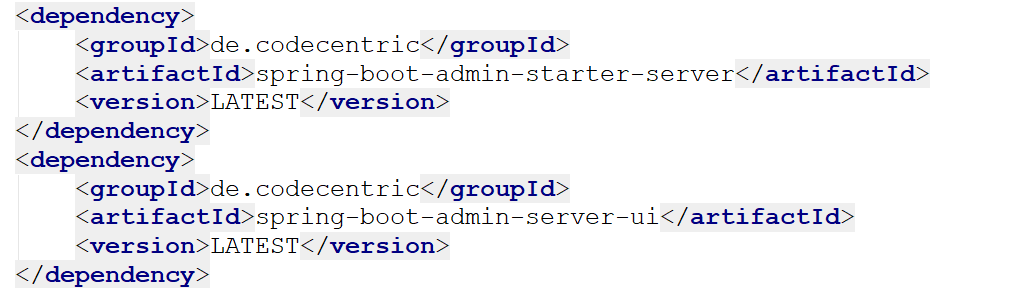 <dependency>
<groupId>de.codecentric</groupId>
<artifactId>spring-boot-admin-starter-server</artifactId>
<version>LATEST</version>
</dependency>
<dependency>
<groupId>de.codecentric</groupId>
<artifactId>spring-boot-admin-server-ui</artifactId>
<version>LATEST</version>
</dependency>